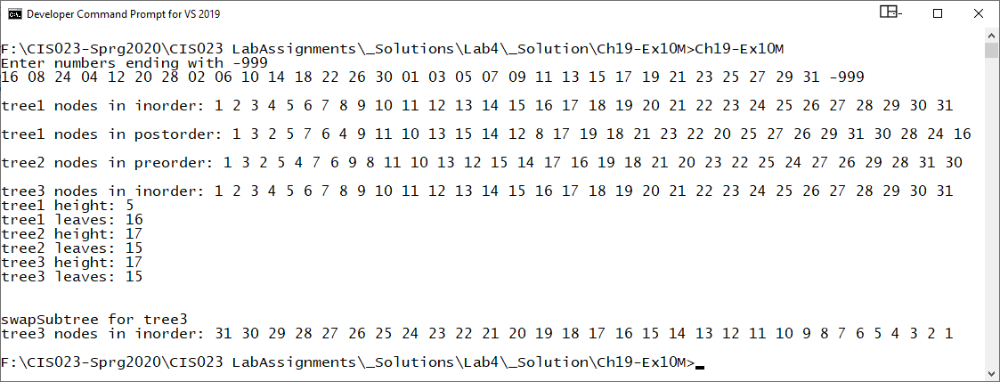 Developer Command Prompt for VS 2019
F:\CIS023-Sprg2020\CIS023 LabAssignments\_Solutions\Lab4\_Solution\Ch19-Ex10M>Ch19-Ex10M
Enter numbers ending with -999
16 08 24 04 12 20 28 02 06 10 14 18 22 26 30 01 03 05 07 09 11 13 15 17 19 21 23 25 27 29 31 -999
tree1 nodes in inorder: 1 2 3 4 5 6 7 8 9 10 11 12 13 14 15 16 17 18 19 20 21 22 23 24 25 26 27 28 29 30 31
tree1 nodes in postorder: 1 3 2 5 7 6 4 9 11 10 13 15 14 12 8 17 19 18 21 23 22 20 25 27 26 29 31 30 28 24 16
tree2 nodes in preorder: 1 3 2 5 4 7 6 9 8 11 10 13 12 15 14 17 16 19 18 21 20 23 22 25 24 27 26 29 28 31 30
tree3 nodes in inorder: 1 2 3 4 5 6 7 8 9 10 11 12 13 14 15 16 17 18 19 20 21 22 23 24 25 26 27 28 29 30 31
tree1 height: 5
tree1 leaves: 16
tree2 height: 17
tree2 leaves: 15
tree3 height: 17
tree3 leaves: 15
swapSubtree for tree3
tree3 nodes in inorder: 31 30 29 28 27 26 25 24 23 22 21 20 19 18 17 16 15 14 13 12 11 10 9 8 7 6 5 4 3 2 1
F:\CIS023-Sprg2020\CIS023 LabAssignments\_Solutions\Lab4\_Solution\Ch19-Ex10M>